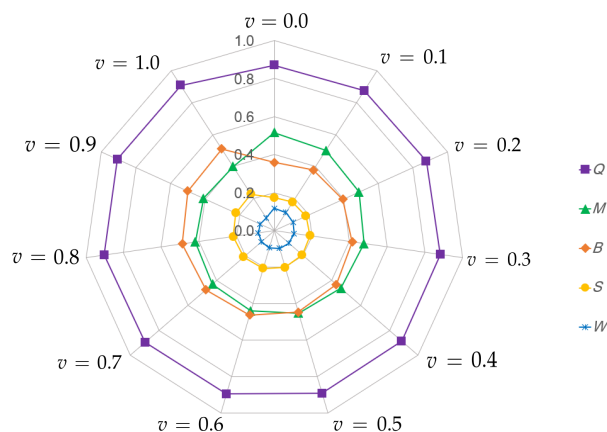 v = 0.0
1.0
v = 1.0
v = 0.1
0.8
0.6
v = 0.9
v = 0.2
0.4
Q
0.2
M
0.0
B
v = 0.8
v = 0.3
S
W
v = 0.7
v = 0.4
v = 0.6
v = 0.5